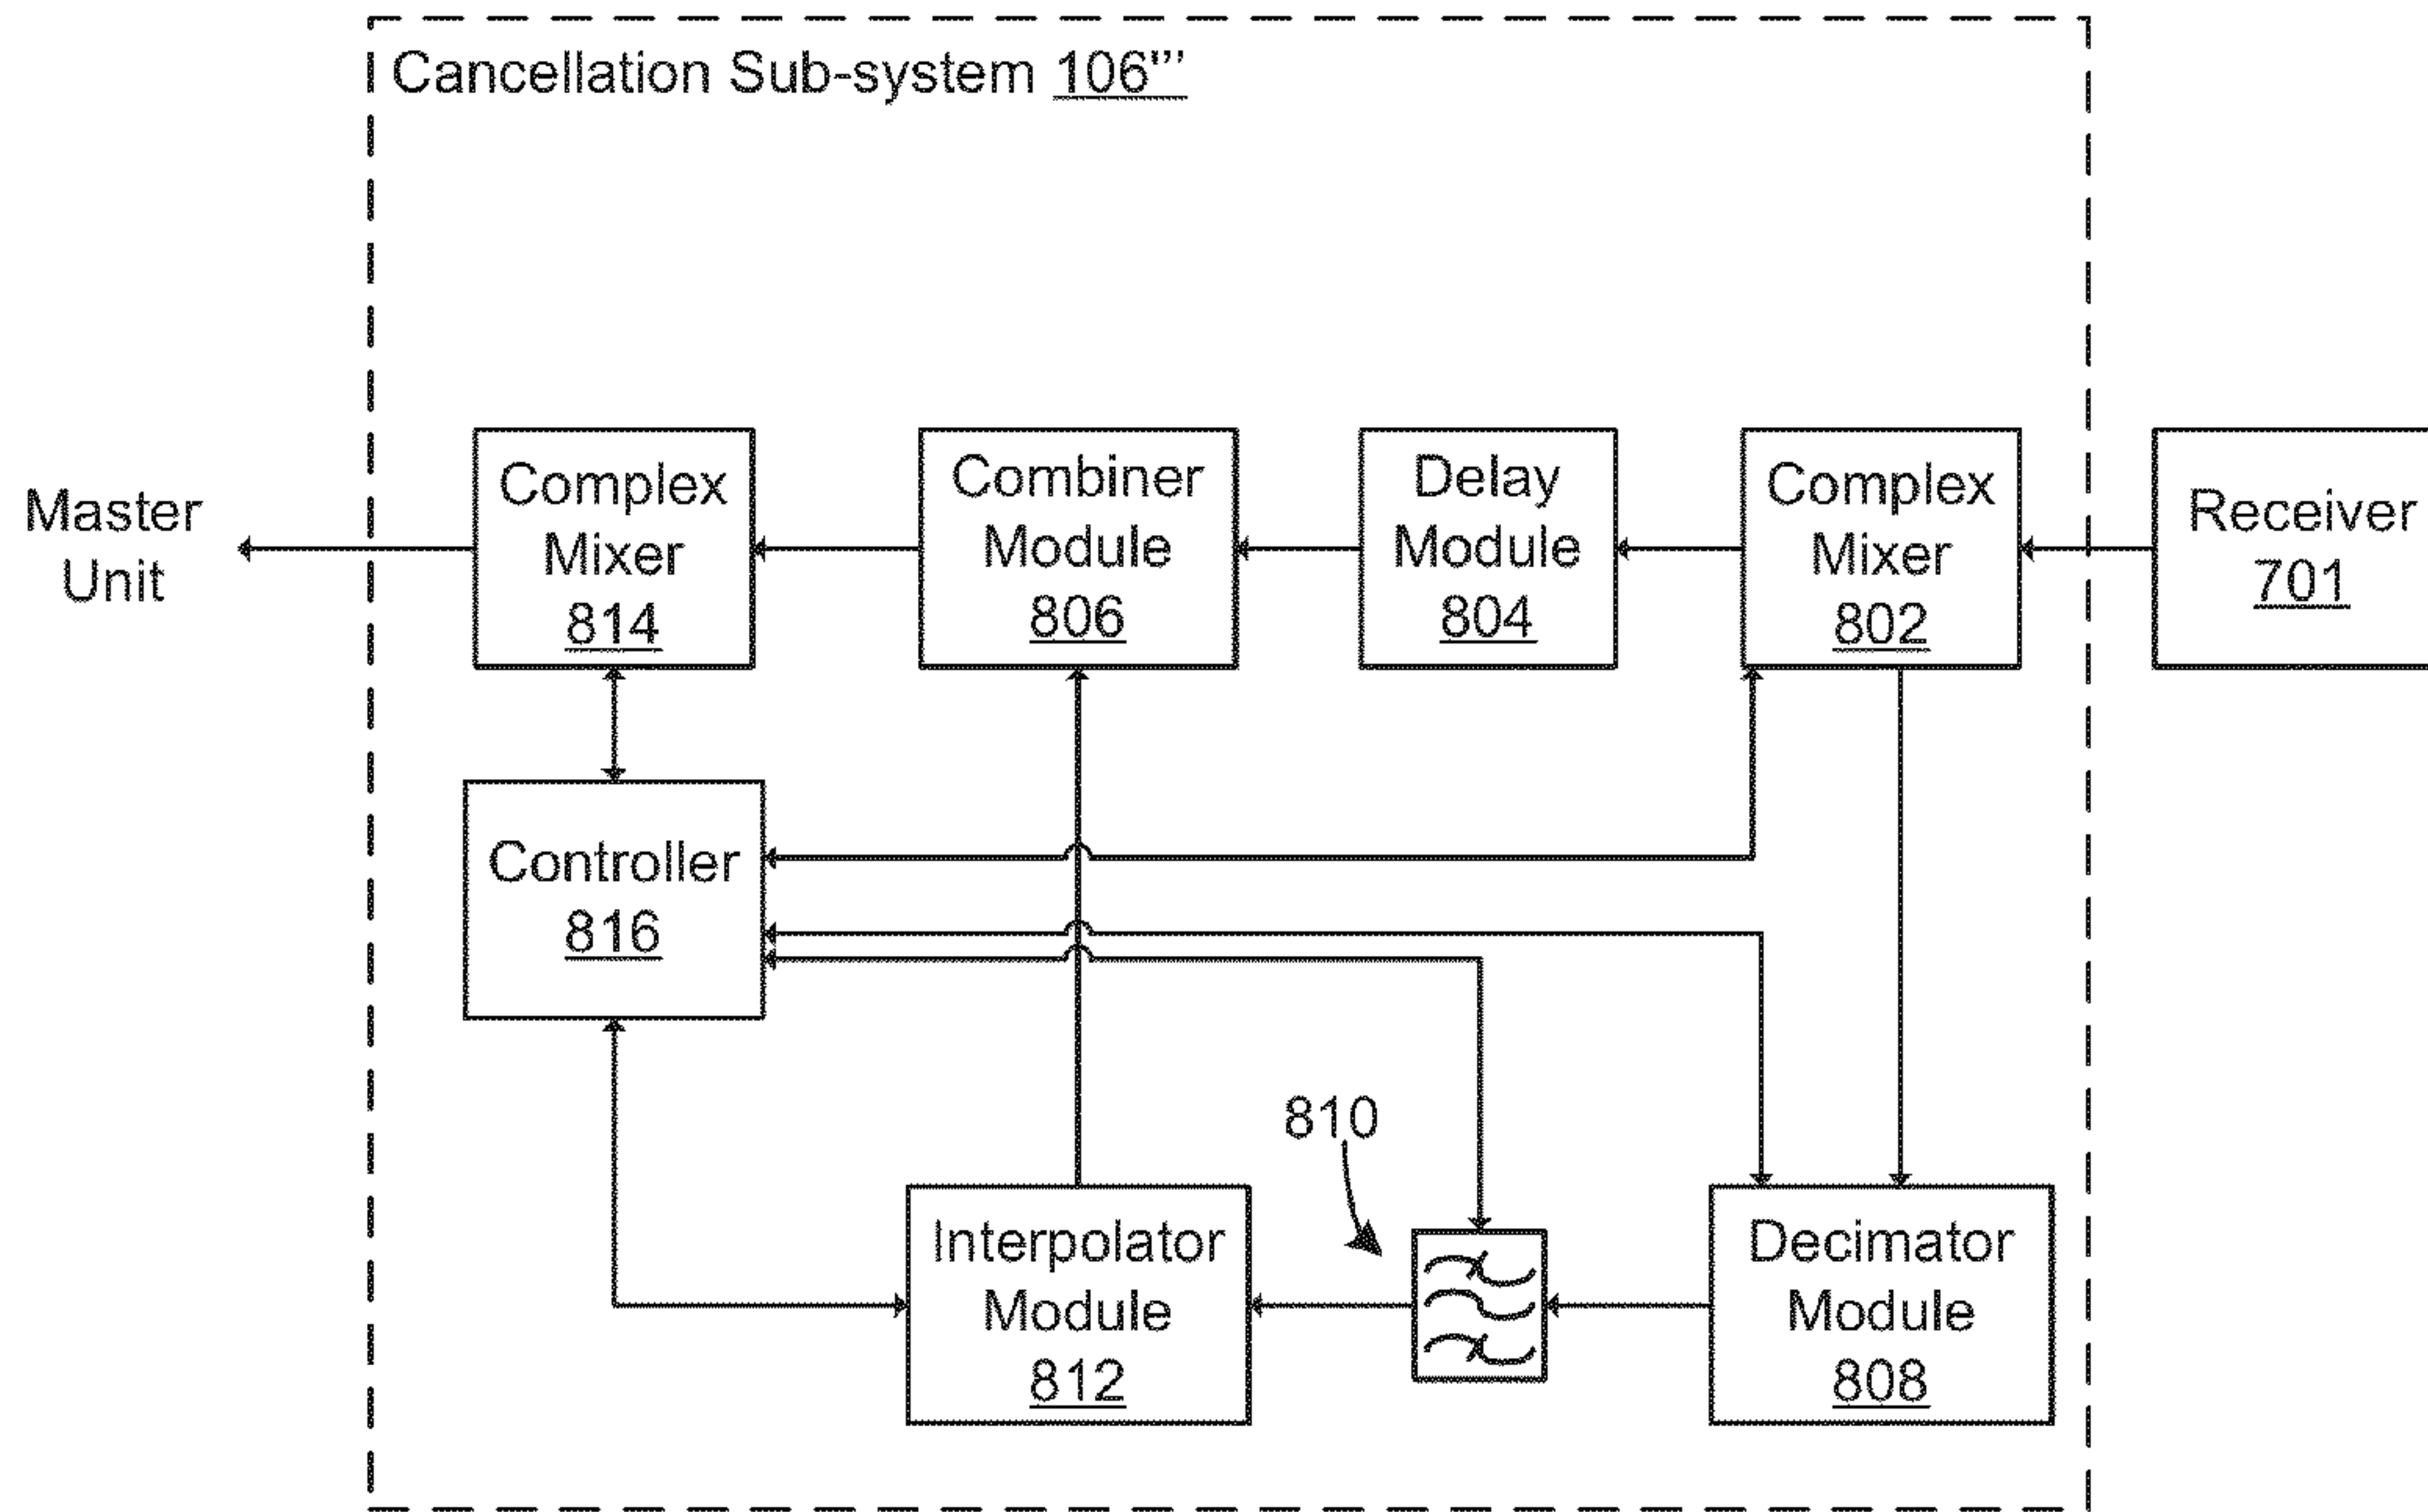 Cancellation Sub-system 106'''
Master
Unit
Complex
Mixer
814
Combiner
Module
806
Delay
Module
804
Complex
Mixer
802
Receiver
701
Controller
816
810
Interpolator
Module
812
Decimator
Module
808